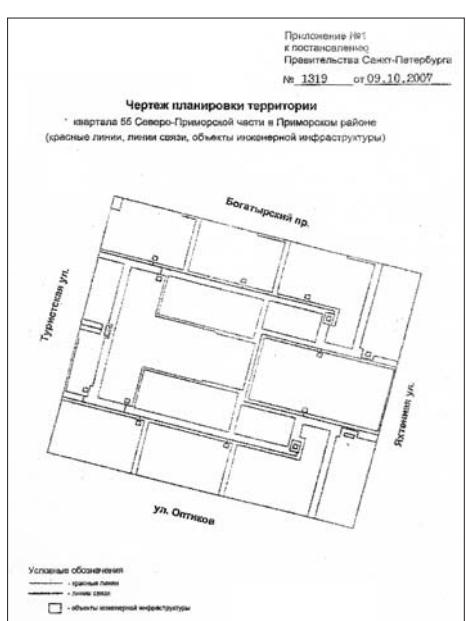 Приложение №1
к постановлению
Правительства Санкт-Петербурга
№ 1319 от 09.10.2007
Чертеж планировки территории
квартала 55 Северо-Приморской части в Приморском районе
(красные линии, линии связи, объекты инженерной инфраструктуры)
Богатырский пр.
Туристская ул.
Яхтенная ул.
ул. Оптиков
Условные обозначения
- красные линии
- линии связи
- объекты инженерной инфраструктуры